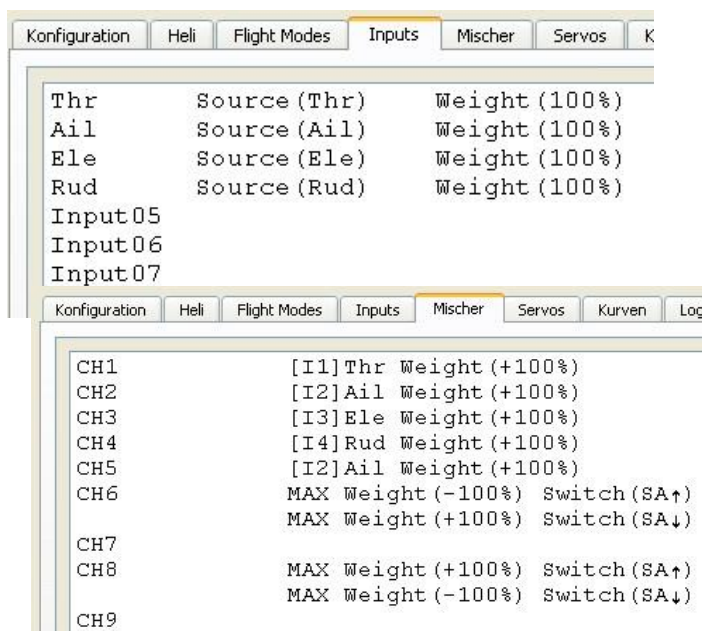 Konfiguration Heli Flight Modes Inputs Mischer Servos K
Thr Source(Thr) Weight(100%)
Ail Source(Ail) Weight(100%)
Ele Source(Ele) Weight(100%)
Rud Source(Rud) Weight(100%)
Input05
Input06
Input07
Konfiguration Heli Flight Modes Inputs Mischer Servos Kurven Log
CH1 [I1]Thr Weight(+100%)
CH2 [I2]Ail Weight(+100%)
CH3 [I3]Ele Weight(+100%)
CH4 [I4]Rud Weight(+100%)
CH5 [I2]Ail Weight(+100%)
CH6 MAX Weight(-100%) Switch(SA↑)
MAX Weight(+100%) Switch(SA↓)
CH7
CH8 MAX Weight(+100%) Switch(SA↑)
MAX Weight(-100%) Switch(SA↓)
CH9